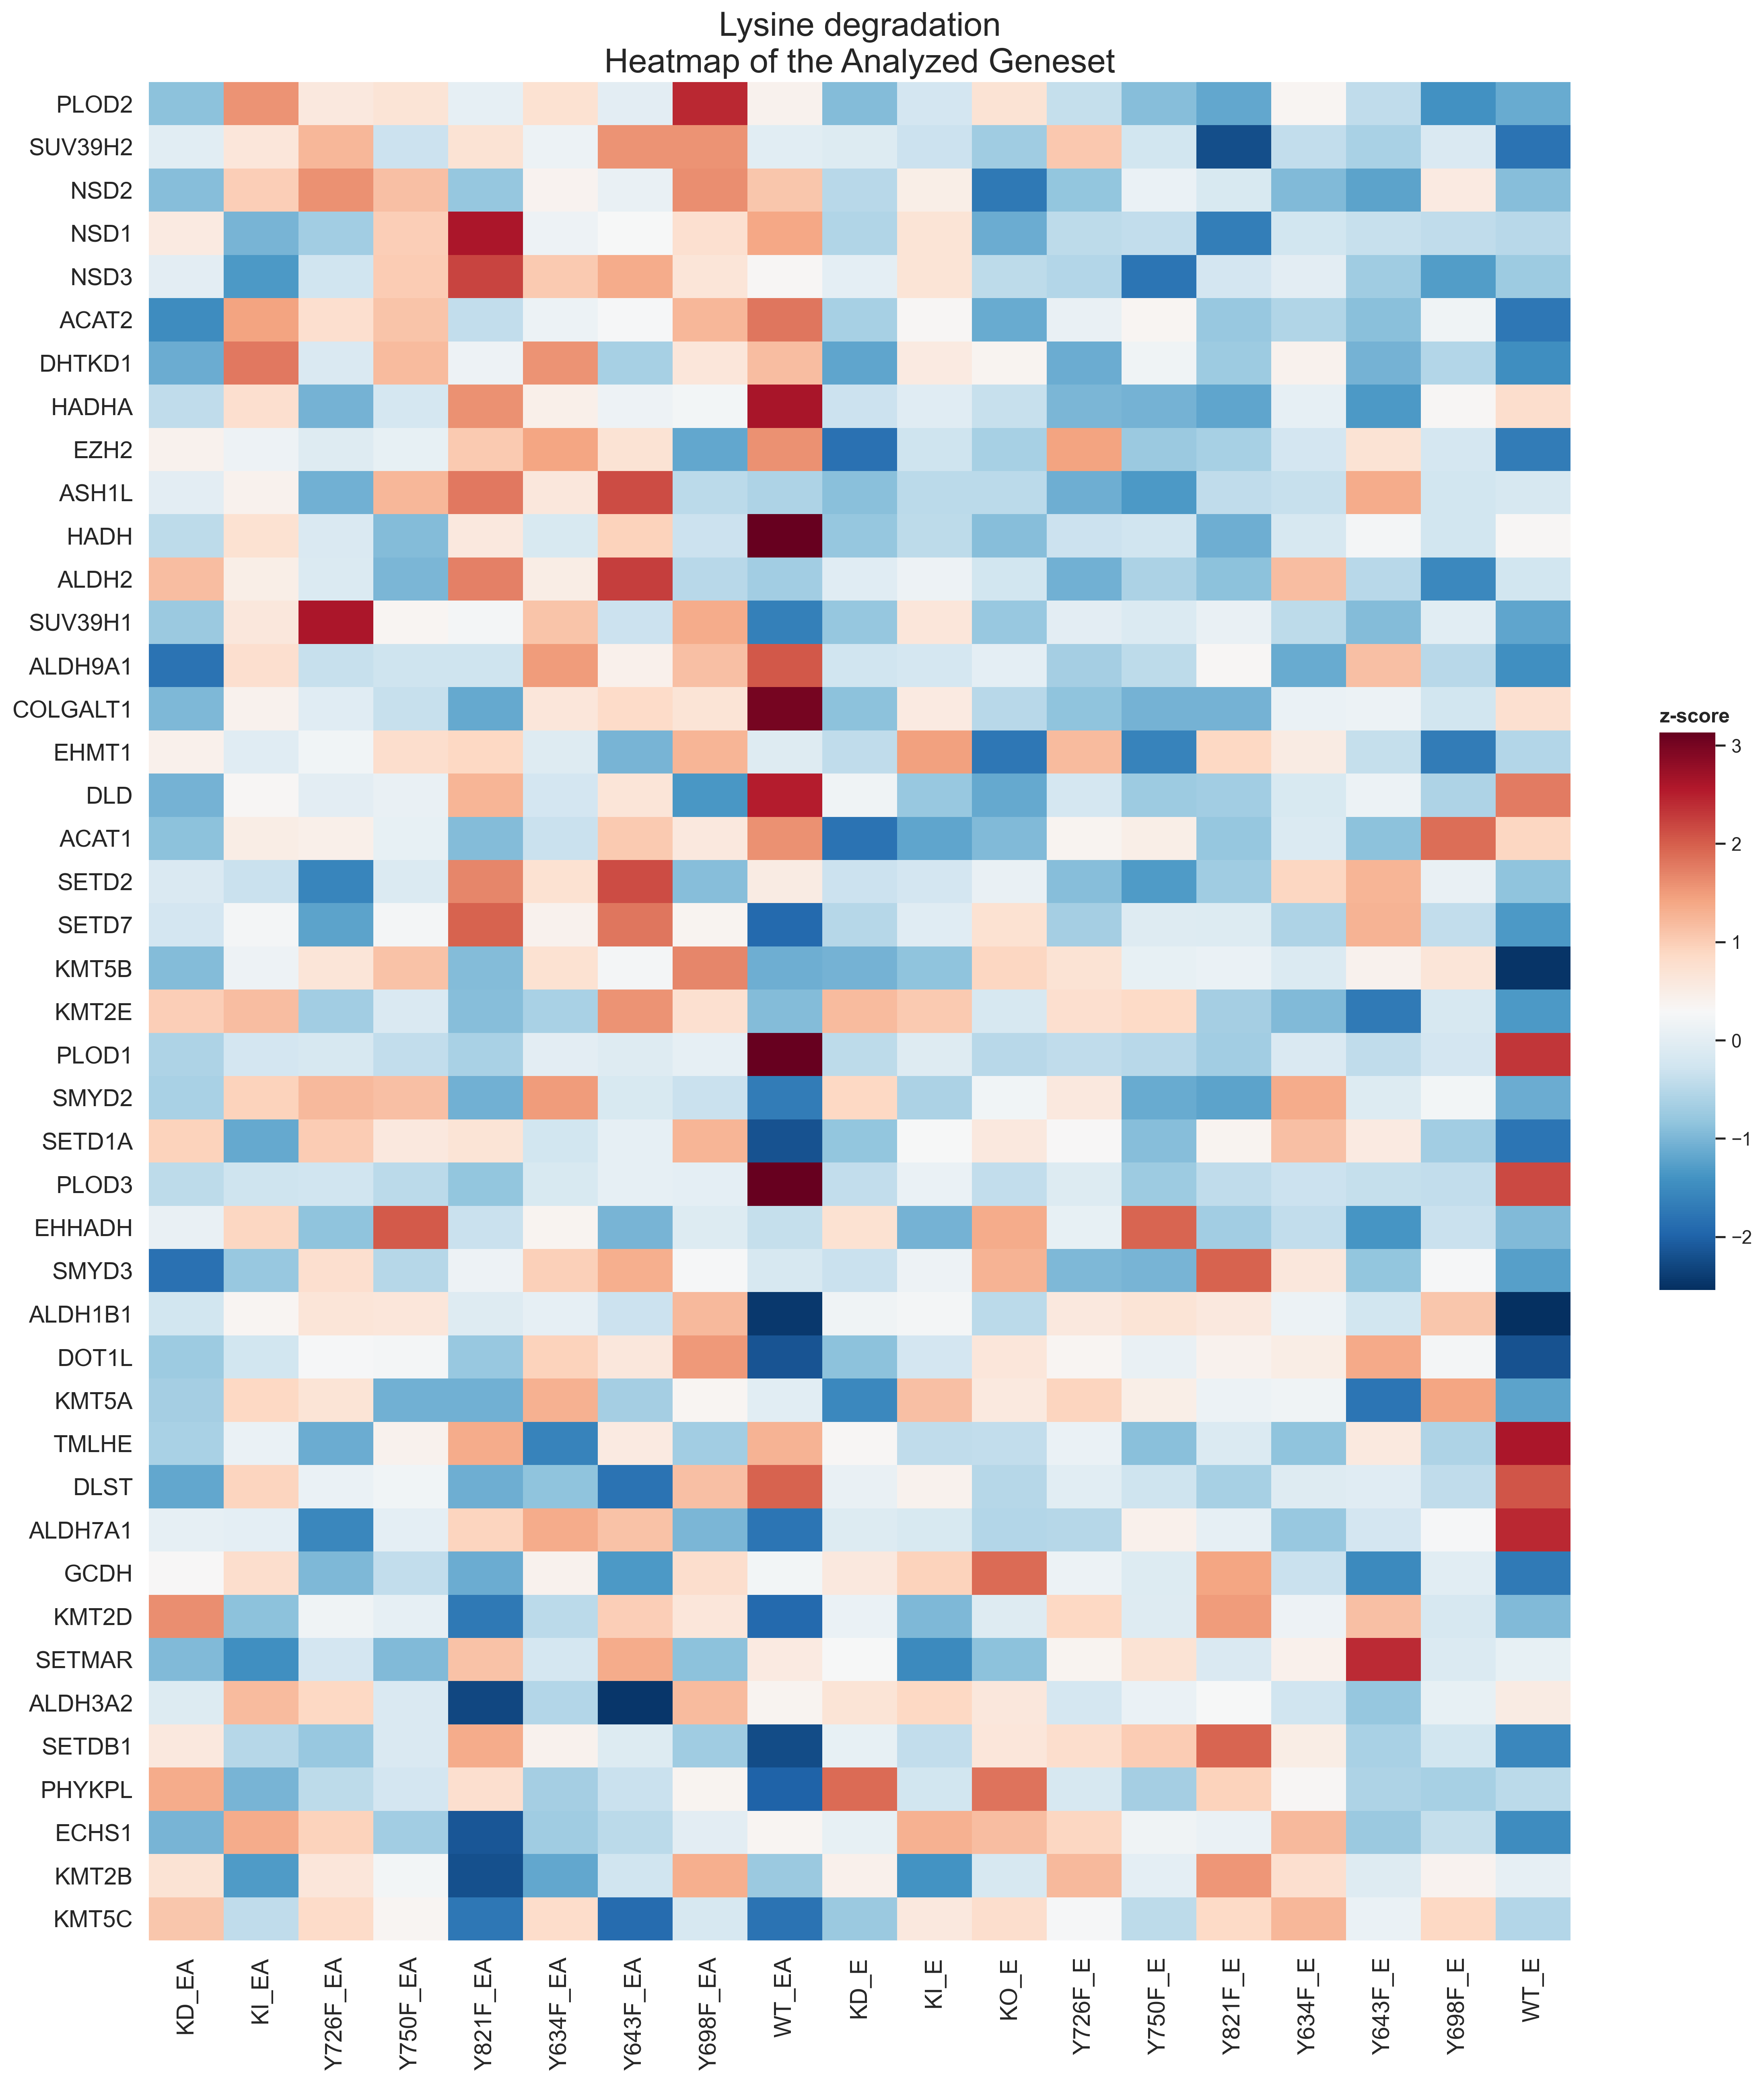 Lysine degradation
Heatmap of the Analyzed Geneset
PLOD2
SUV39H2
NSD2
NSD1
NSD3
ACAT2
DHTKD1
HADHA
EZH2
ASH1L
HADH
ALDH2
SUV39H1
ALDH9A1
COLGALT1
EHMT1
DLD
ACAT1
SETD2
SETD7
KMT5B
KMT2E
PLOD1
SMYD2
SETD1A
PLOD3
EHHADH
SMYD3
ALDH1B1
DOT1L
KMT5A
TMLHE
DLST
ALDH7A1
GCDH
KMT2D
SETMAR
ALDH3A2
SETDB1
PHYKPL
ECHS1
KMT2B
KMT5C
KD_EA
KI_EA
Y726F_EA
Y750F_EA
Y821F_EA
Y634F_EA
Y643F_EA
Y698F_EA
WT_EA
KD_E
KI_E
KO_E
Y726F_E
Y750F_E
Y821F_E
Y634F_E
Y643F_E
Y698F_E
WT_E
z-score
3
2
1
0
−1
−2